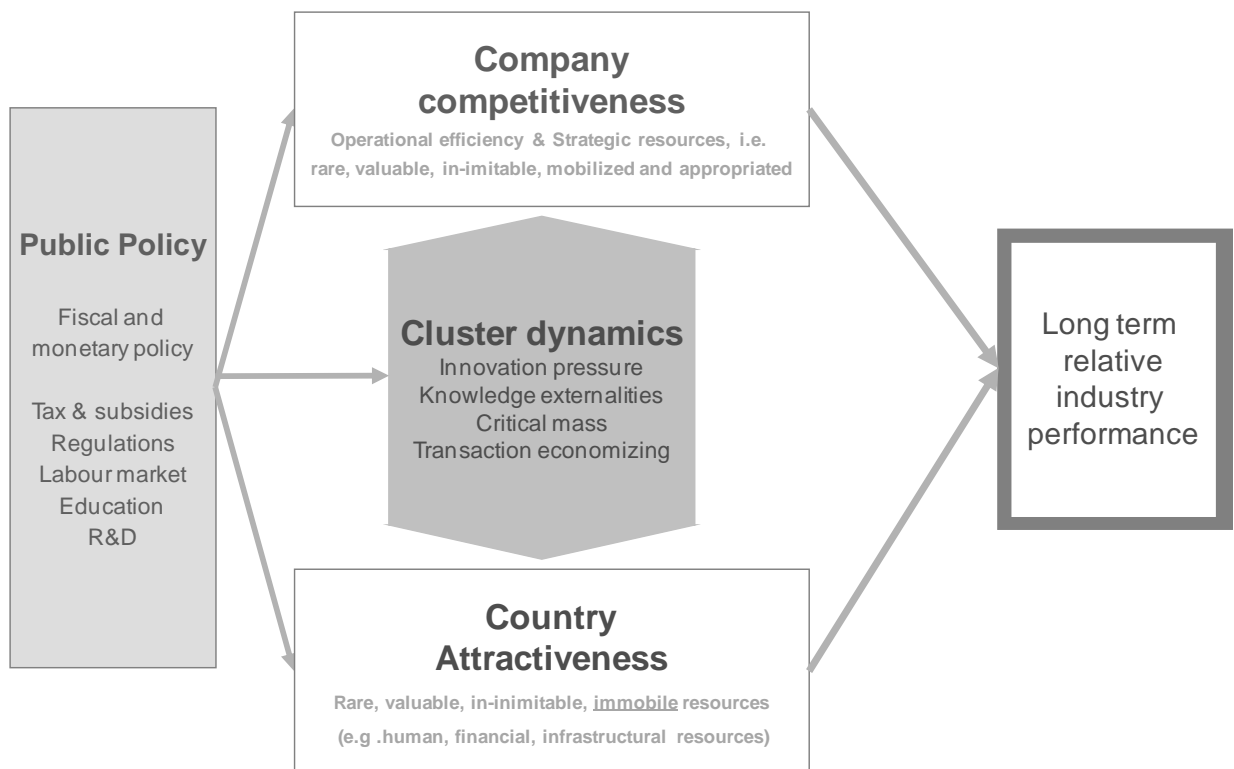 Company
competitiveness
Operational efficiency & Strategic resources, i.e.
rare, valuable, in-imitable, mobilized and appropriated
Public Policy
Fiscal and
monetary policy
Tax & subsidies
Regulations
Labour market
Education
R&D
Cluster dynamics
Innovation pressure
Knowledge externalities
Critical mass
Transaction economizing
Long term
relative
industry
performance
Country
Attractiveness
Rare, valuable, in-inimitable, immobile resources
(e.g .human, financial, infrastructural resources)